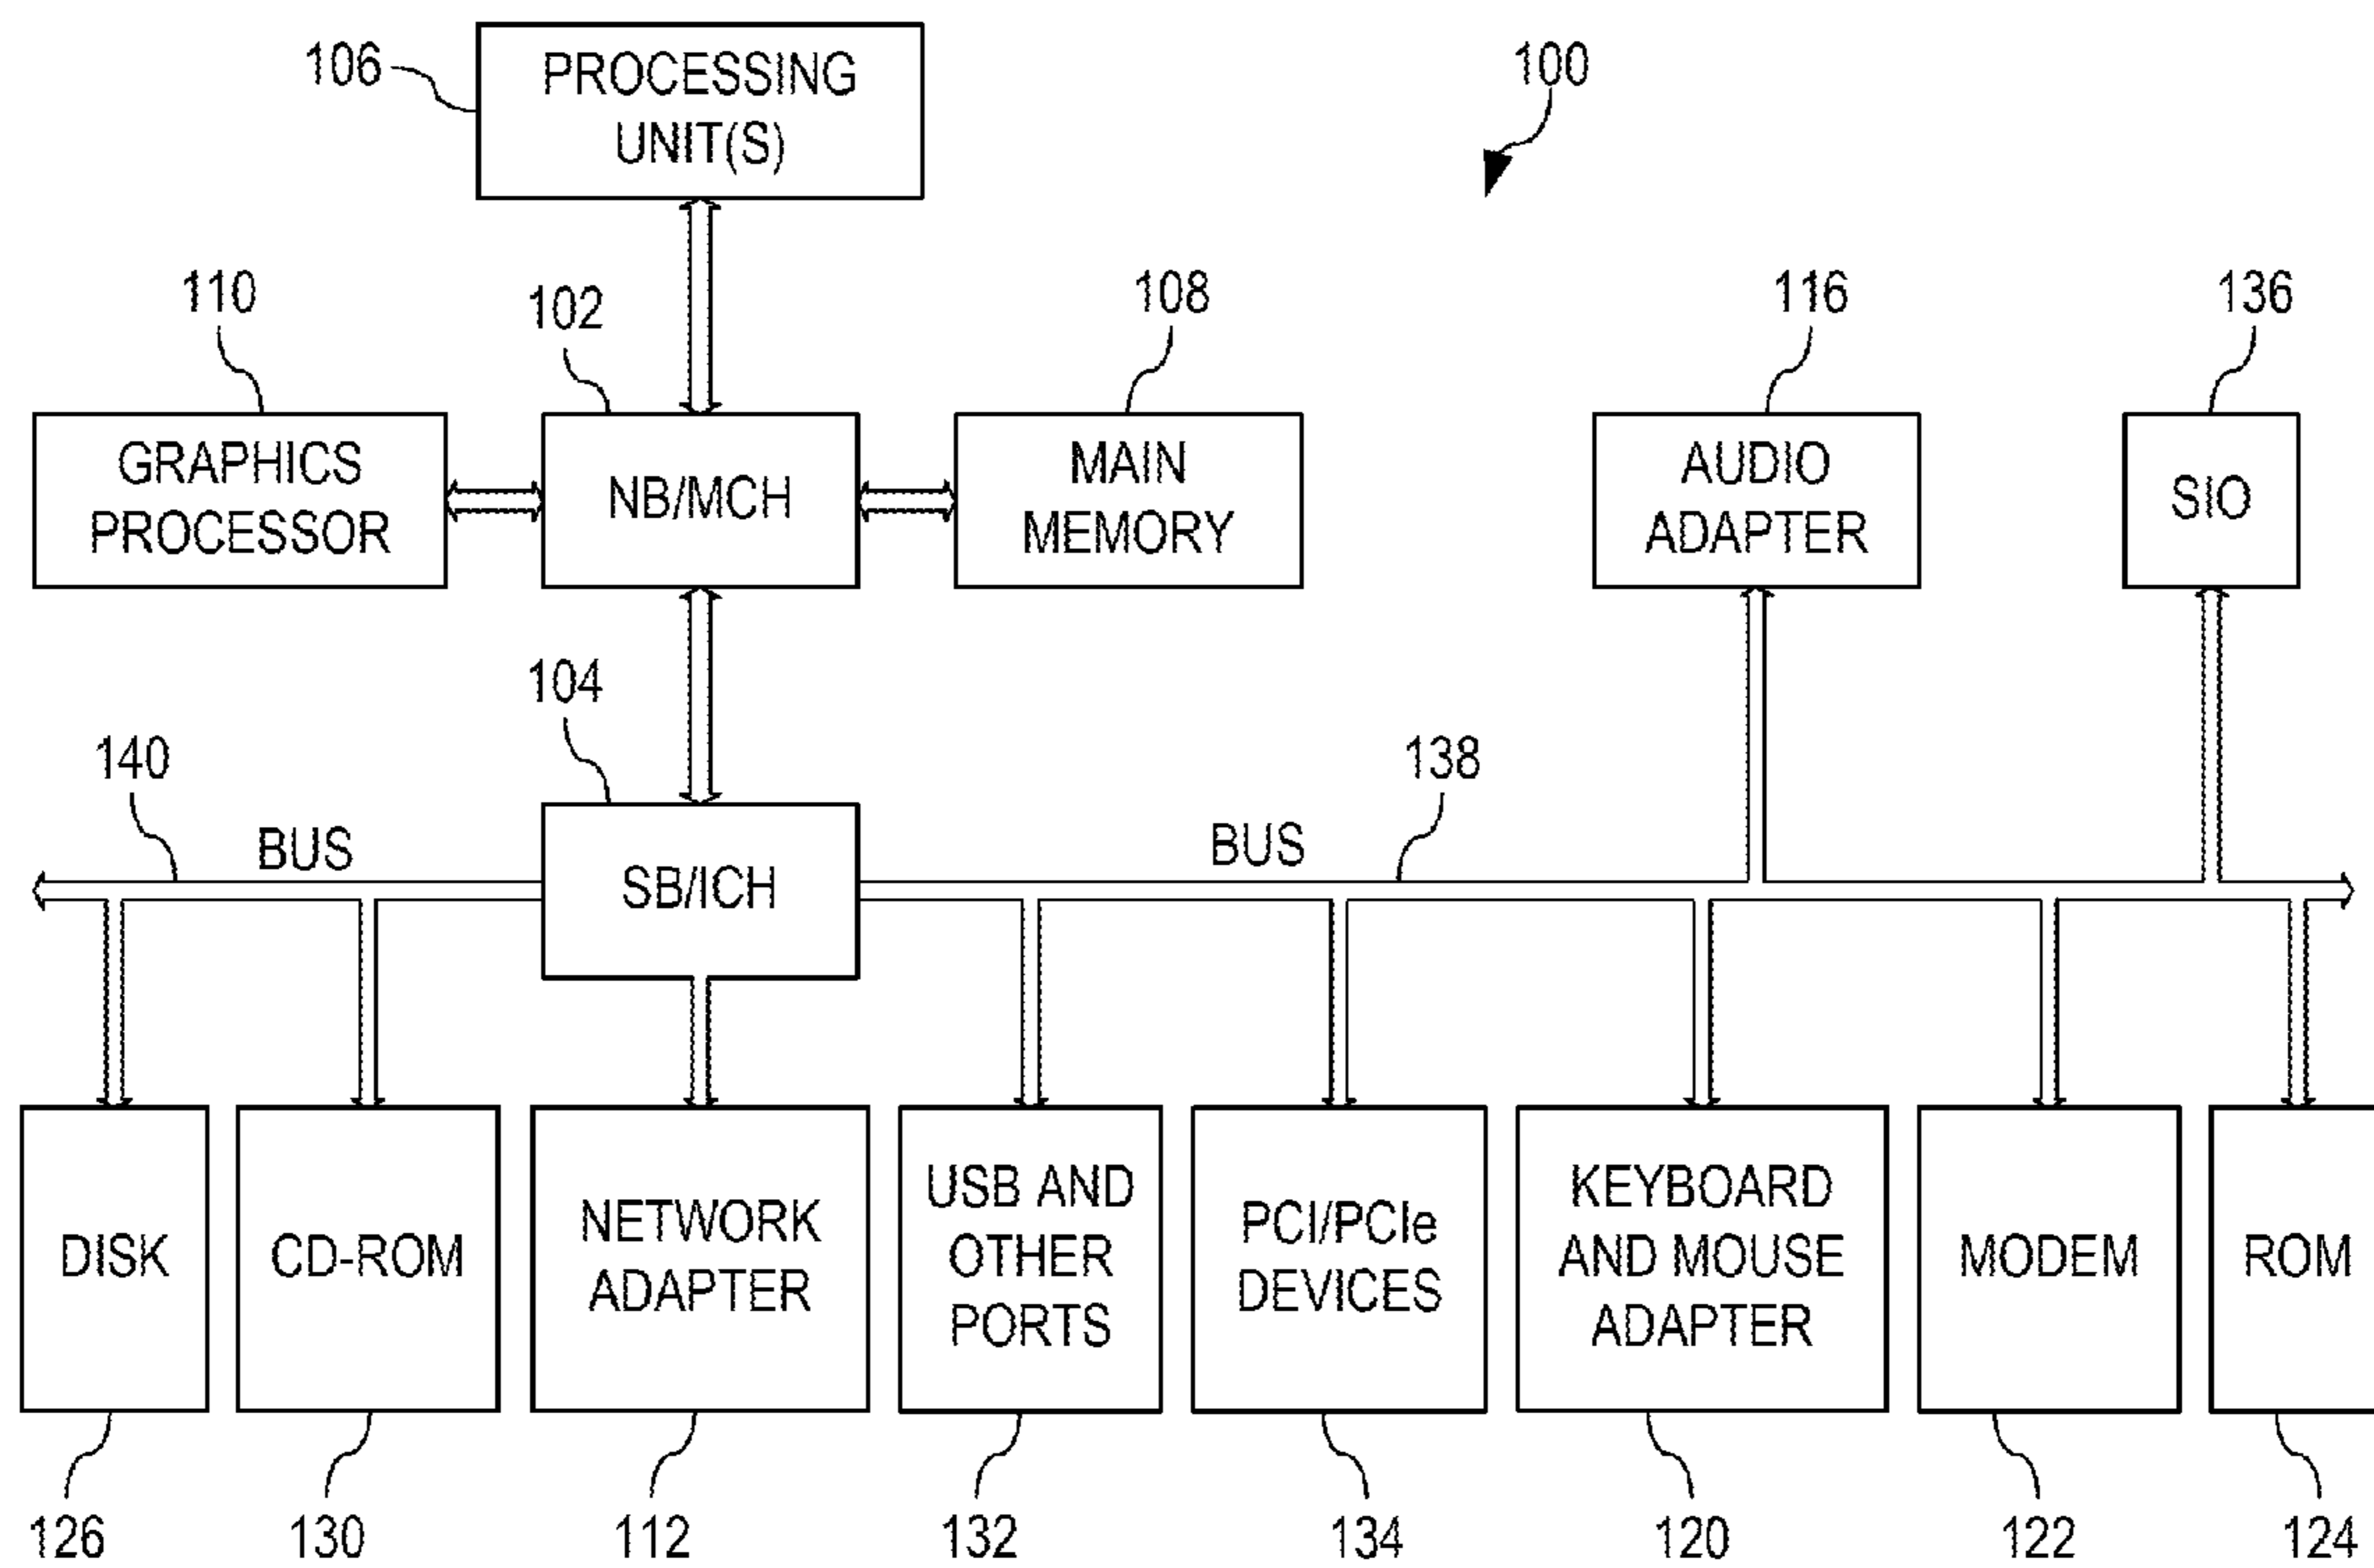 106
PROCESSING
UNIT(S)
100
110
102
108
116
136
GRAPHICS
PROCESSOR
NB/MCH
MAIN
MEMORY
AUDIO
ADAPTER
SIO
104
140
138
BUS
SB/ICH
BUS
DISK
CD-ROM
NETWORK
ADAPTER
USB AND
OTHER
PORTS
PCI/PCIe
DEVICES
KEYBOARD
AND MOUSE
ADAPTER
MODEM
ROM
126
130
112
132
134
120
122
124